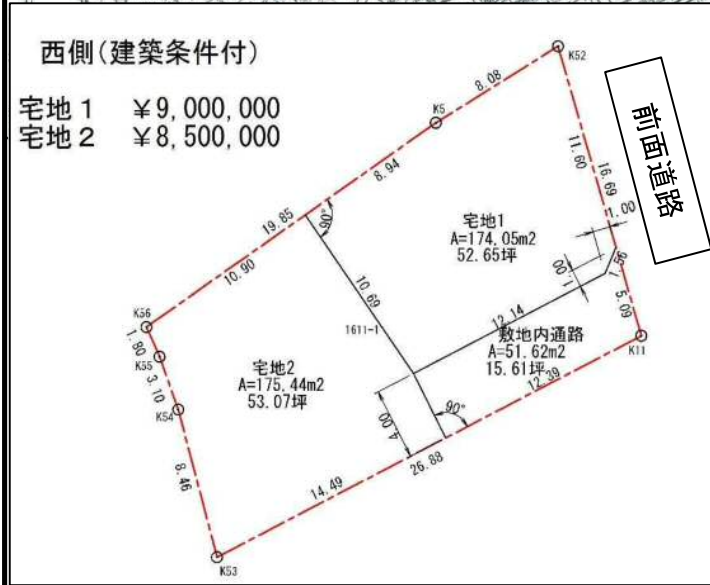 西側(建築条件付)
宅地1 ¥9,000,000
宅地2 ¥8,500,000
K52
8.08
K5
前面道路
11.60
16.69
8.94
1.00
90°
19.85
宅地1
A=174.05m2
52.65坪
10.90
10.69
1.00
1.56
K56
12.14
5.09
1.80
1611-1
敷地内通路
A=51.62m2
15.61坪
K11
K55
宅地2
A=175.44m2
53.07坪
3.10
12.39
K54
4.00
90°
8.46
26.88
14.49
K53